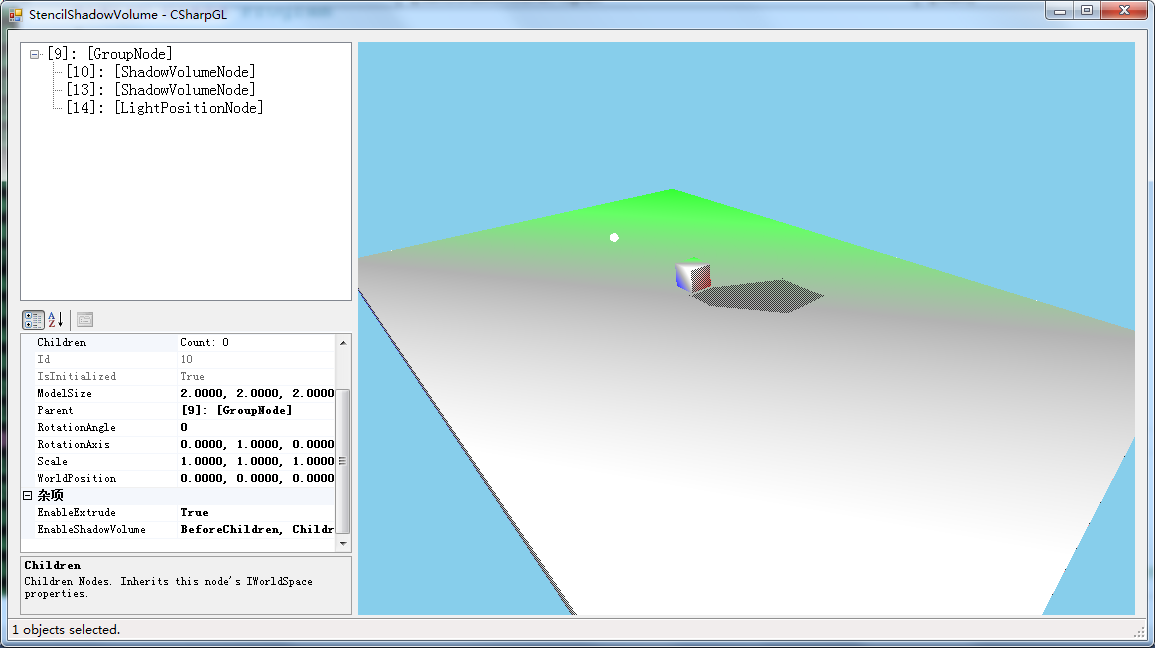 StencilShadowVolume - CSharpGL
[9]: [GroupNode]
[10]: [ShadowVolumeNode]
[13]: [ShadowVolumeNode]
[14]: [LightPositionNode]
Children Count: 0
Id 10
IsInitialized True
ModelSize 2.0000, 2.0000, 2.0000
Parent [9]: [GroupNode]
RotationAngle 0
RotationAxis 0.0000, 1.0000, 0.0000
Scale 1.0000, 1.0000, 1.0000
WorldPosition 0.0000, 0.0000, 0.0000
杂项
EnableExtrude True
EnableShadowVolume BeforeChildren, Childr
Children
Children Nodes. Inherits this node's IWorldSpace
properties.
1 objects selected.